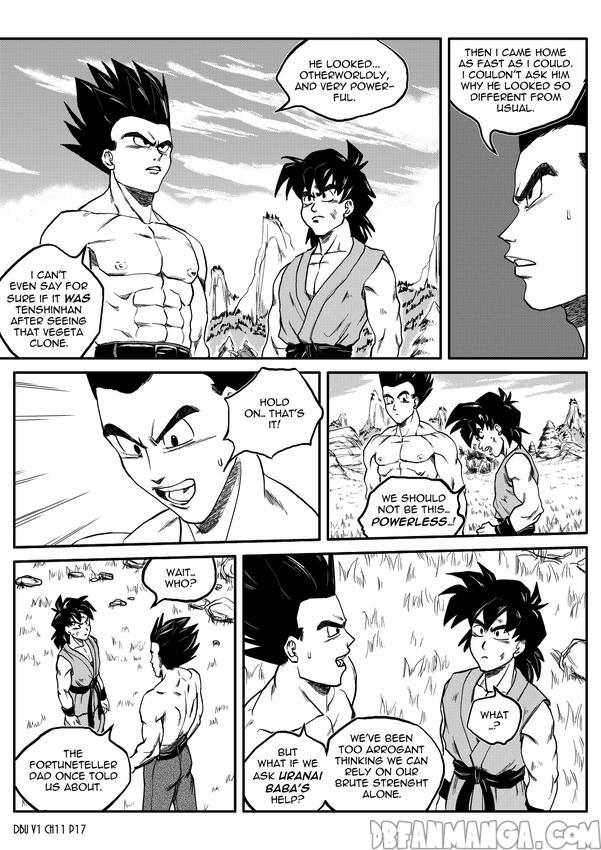 HE LOOKED...
OTHERWORLDLY,
AND VERY POWER-
FUL.
I CAN'T
EVEN SAY FOR
SURE IF IT WAS
TENSHINHAN
AFTER SEEING
THAT VEGETA
CLONE.
THEN I CAME HOME
AS FAST AS I COULD.
I COULDN'T ASK HIM
WHY HE LOOKED SO
DIFFERENT FROM
USUAL.
HOLD
ON.. THAT'S
IT!
WE SHOULD
NOT BE THIS...
POWERLESS..!
WAIT...
WHO?
THE
FORTUNETELLER
DAD ONCE TOLD
US ABOUT.
WHAT
..?
WE'VE BEEN
TOO ARROGANT
THINKING WE CAN
RELY ON OUR
BRUTE STRENGHT
ALONE.
BUT
WHAT IF WE
ASK URANAI
BABA'S
HELP?
DBU V1 CH11 P17
DBFANMANGA.COM